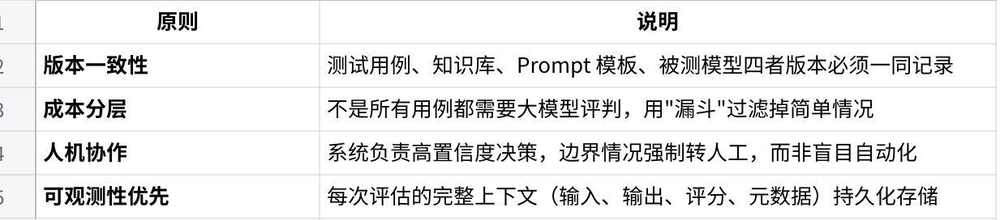 1 原则 说明
2 版本一致性 测试用例、知识库、Prompt 模板、被测模型四者版本必须一同记录
3 成本分层 不是所有用例都需要大模型评判，用"漏斗"过滤掉简单情况
4 人机协作 系统负责高置信度决策，边界情况强制转人工，而非盲目自动化
5 可观测性优先 每次评估的完整上下文（输入、输出、评分、元数据）持久化存储